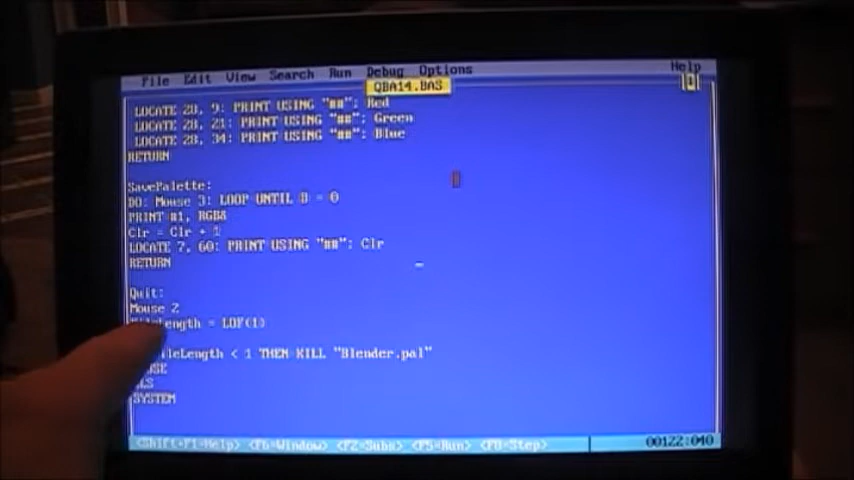 File Edit View Search Run Debug Options Help
QBA14.BAS
LOCATE 28, 9: PRINT USING "##"; Red
LOCATE 28, 21: PRINT USING "##"; Green
LOCATE 28, 34: PRINT USING "##"; Blue
RETURN
SavePalette:
DO: Mouse 3: LOOP UNTIL B = 0
PRINT #1, RGB&
Clr = Clr + 1
LOCATE 7, 60: PRINT USING "##"; Clr
RETURN
Quit:
Mouse 2
Length = LOF(1)
ileLength < 1 THEN KILL "Blender.pal"
SE
LS
SYSTEM
<Shift+F1=Help> <F6=Window> <F2=Subs> <F5=Run> <F8=Step> 00122:040